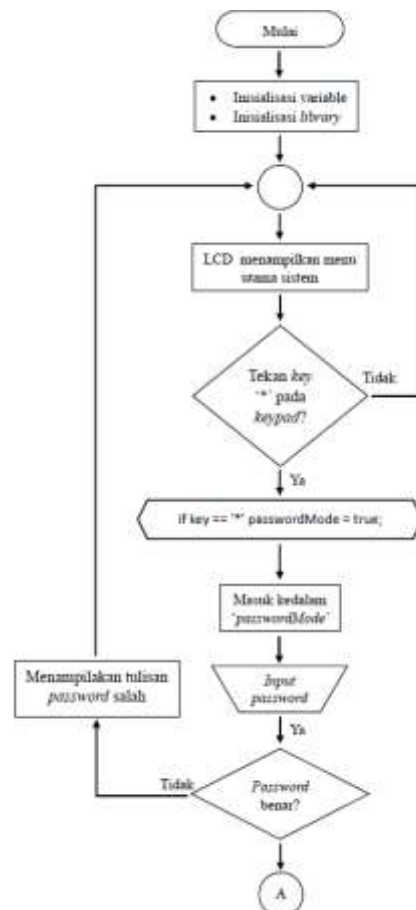 Mulai
• Inisialisasi variable
• Inisialisasi library
LCD menampilkan menu
utama sistem
Tekan key
'*' pada
keypad?
Tidak
Ya
if key == '*' passwordMode = true;
Masuk kedalam
'passwordMode'
Menampilakan tulisan
password salah
Input
password
Ya
Tidak
Password
benar?
A